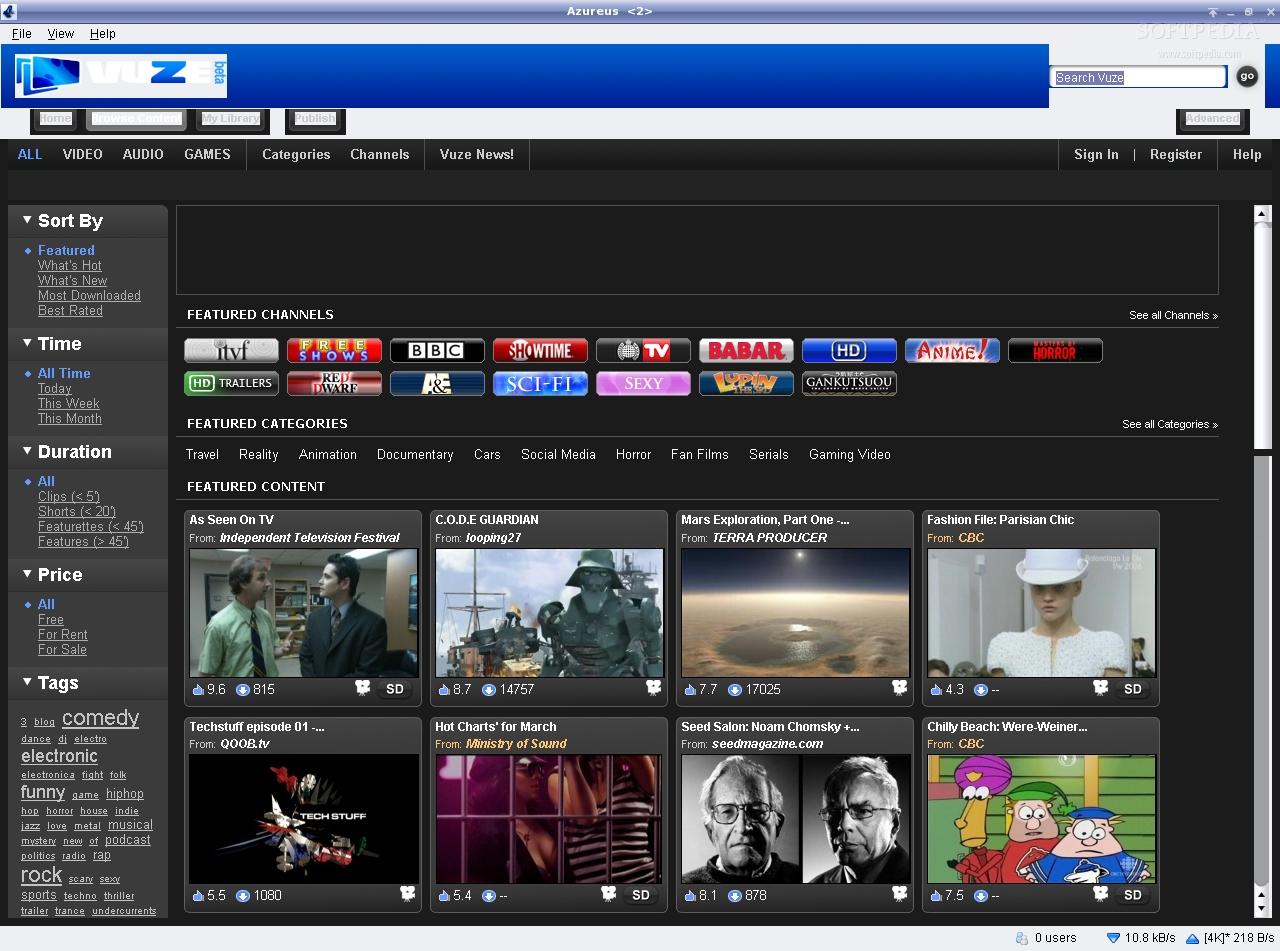 Azureus <2>
File View Help
SOFTPEDIA
www.softpedia.com
VUZE beta
Search Vuze go
Home Browse Content My Library Publish Advanced
ALL VIDEO AUDIO GAMES Categories Channels Vuze News! Sign In | Register Help
Sort By
Featured
What's Hot
What's New
Most Downloaded
Best Rated
Time
All Time
Today
This Week
This Month
Duration
All
Clips (< 5')
Shorts (< 20')
Featurettes (< 45')
Features (> 45')
Price
All
Free
For Rent
For Sale
Tags
3 blog comedy
dance dj electro
electronic
electronica fight folk
funny game hiphop
hop horror house indie
jazz love metal musical
mystery new of podcast
politics radio rap
rock scary sexy
sports techno thriller
trailer trance undercurrents
FEATURED CHANNELS See all Channels »
itvf FREE SHOWS BBC SHOWTIME TV BABAR HD ANIME! MASTERS OF HORROR
HD TRAILERS RED DWARF A&E SCI-FI SEXY LUPIN THE 3RD GANKUTSUOU
FEATURED CATEGORIES See all Categories »
Travel Reality Animation Documentary Cars Social Media Horror Fan Films Serials Gaming Video
FEATURED CONTENT
As Seen On TV
From: Independent Television Festival
9.6 815 SD
C.O.D.E GUARDIAN
From: looping27
8.7 14757
Mars Exploration, Part One -...
From: TERRA PRODUCER
7.7 17025
Fashion File: Parisian Chic
From: CBC
Balenciaga Le Dix
f/w 2006
4.3 -- SD
Techstuff episode 01 -...
From: QOOB.tv
TECH STUFF
5.5 1080
Hot Charts' for March
From: Ministry of Sound
5.4 -- SD
Seed Salon: Noam Chomsky +...
From: seedmagazine.com
8.1 878
Chilly Beach: Were-Weiner...
From: CBC
7.5 -- SD
0 users 10.8 kB/s [4K]* 218 B/s